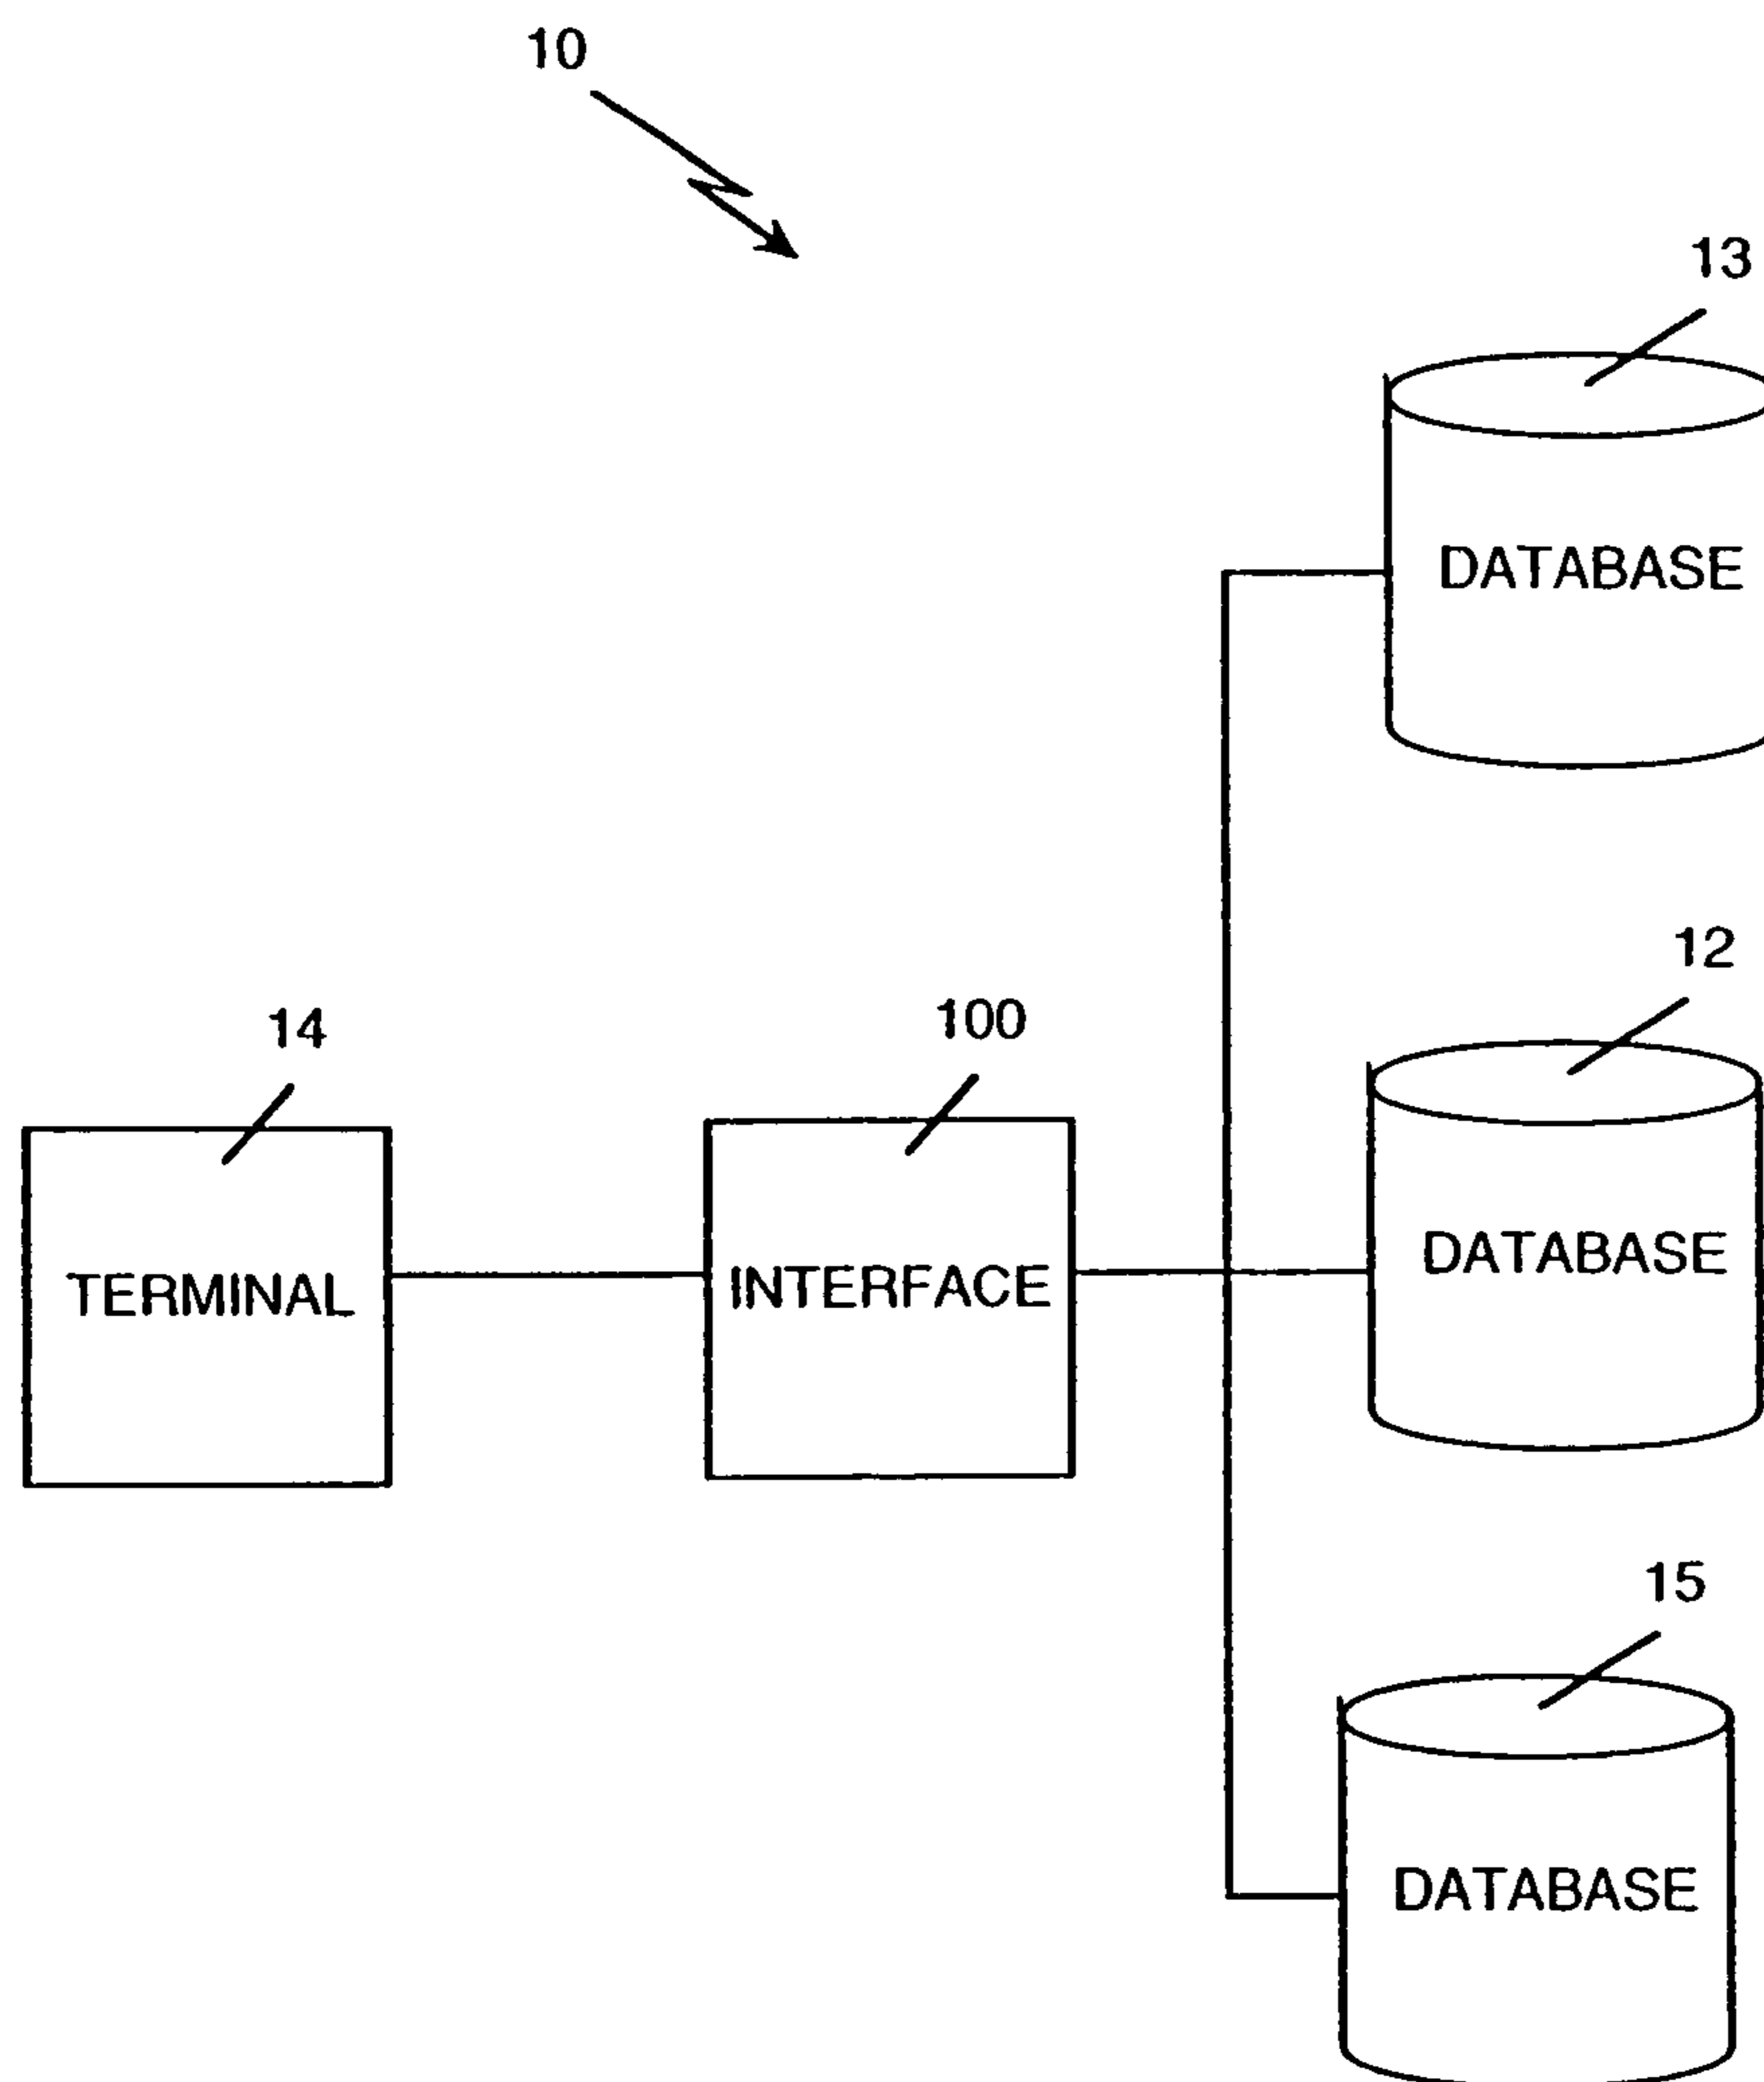 10
13
DATABASE
12
14
100
DATABASE
TERMINAL
INTERFACE
15
DATABASE